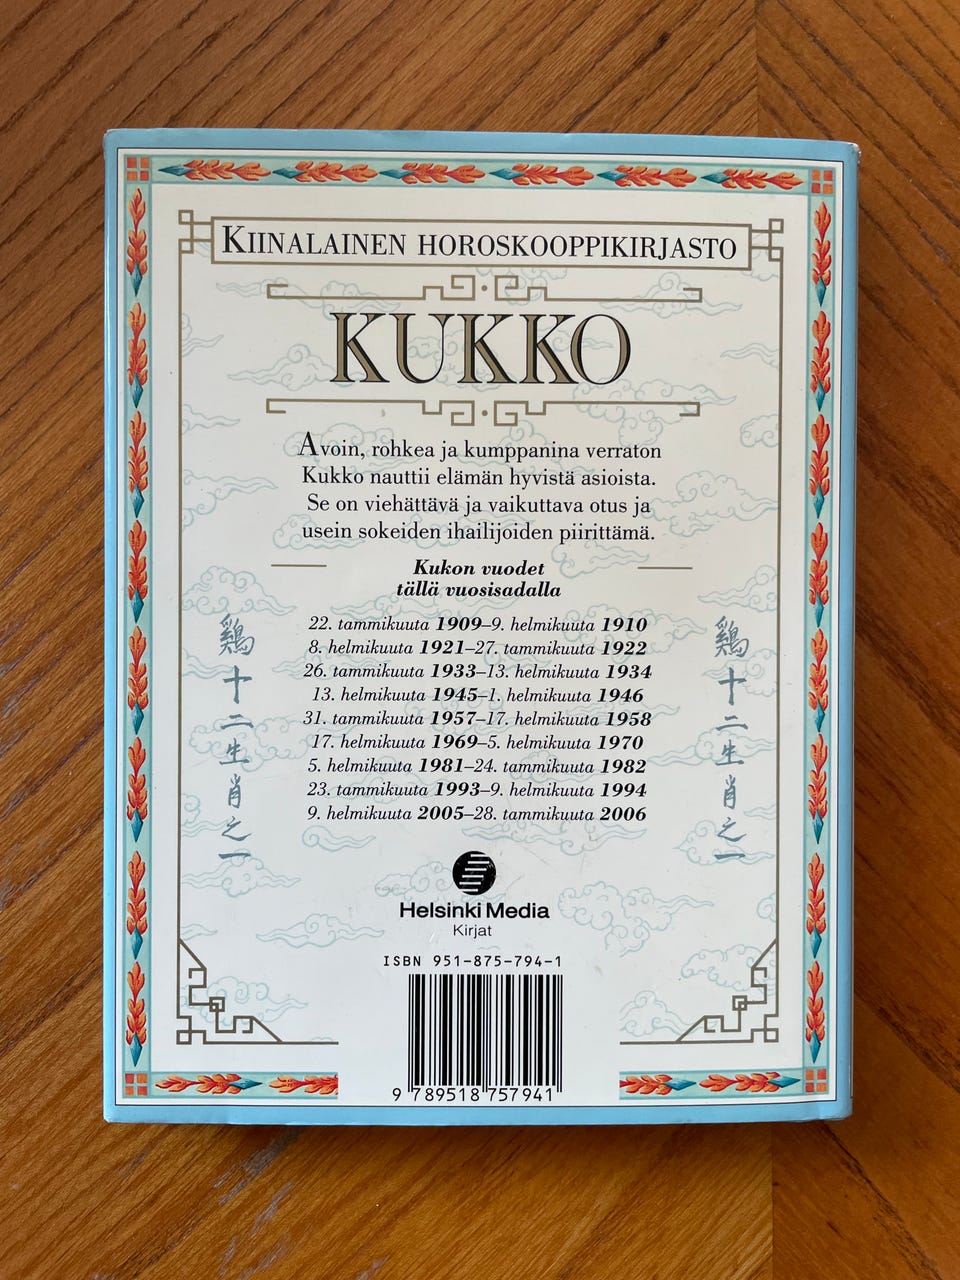 KIINALAINEN HOROSKOOPPIKIRJASTO
KUKKO
Avoin, rohkea ja kumppanina verraton
Kukko nauttii elämän hyvistä asioista.
Se on viehättävä ja vaikuttava otus ja
usein sokeiden ihailijoiden piirittämä.
Kukon vuodet
tällä vuosisadalla
22. tammikuuta 1909–9. helmikuuta 1910
8. helmikuuta 1921–27. tammikuuta 1922
26. tammikuuta 1933–13. helmikuuta 1934
13. helmikuuta 1945–1. helmikuuta 1946
31. tammikuuta 1957–17. helmikuuta 1958
17. helmikuuta 1969–5. helmikuuta 1970
5. helmikuuta 1981–24. tammikuuta 1982
23. tammikuuta 1993–9. helmikuuta 1994
9. helmikuuta 2005–28. tammikuuta 2006
鷄十二生肖之一
鷄十二生肖之一
Helsinki Media
Kirjat
ISBN 951-875-794-1
9 789518 757941